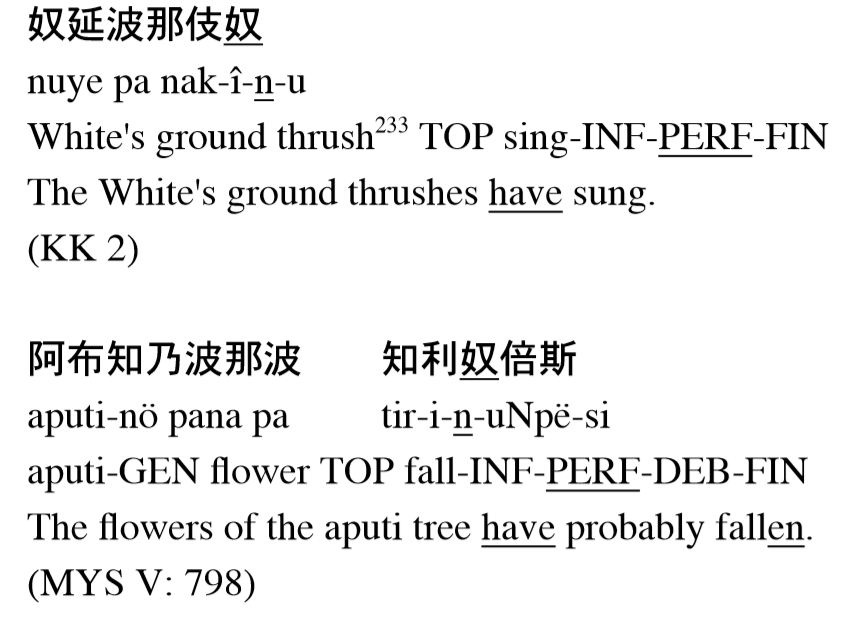 奴延波那伎奴
nuye pa nak-î-n-u
White's ground thrush233 TOP sing-INF-PERF-FIN
The White's ground thrushes have sung.
(KK 2)
阿布知乃波那波 知利奴倍斯
aputi-nö pana pa tir-i-n-uNpë-si
aputi-GEN flower TOP fall-INF-PERF-DEB-FIN
The flowers of the aputi tree have probably fallen.
(MYS V: 798)